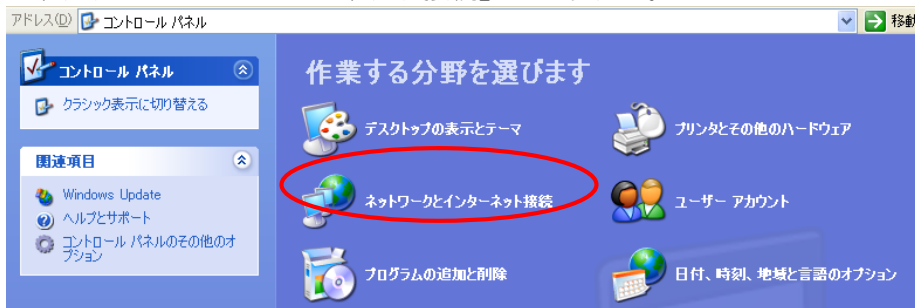 アドレス(D) コントロール パネル 移動
コントロール パネル
クラシック表示に切り替える
関連項目
Windows Update
ヘルプとサポート
コントロール パネルのその他のオ
プション
作業する分野を選びます
デスクトップの表示とテーマ
プリンタとその他のハードウェア
ネットワークとインターネット接続
ユーザー アカウント
プログラムの追加と削除
日付、時刻、地域と言語のオプション